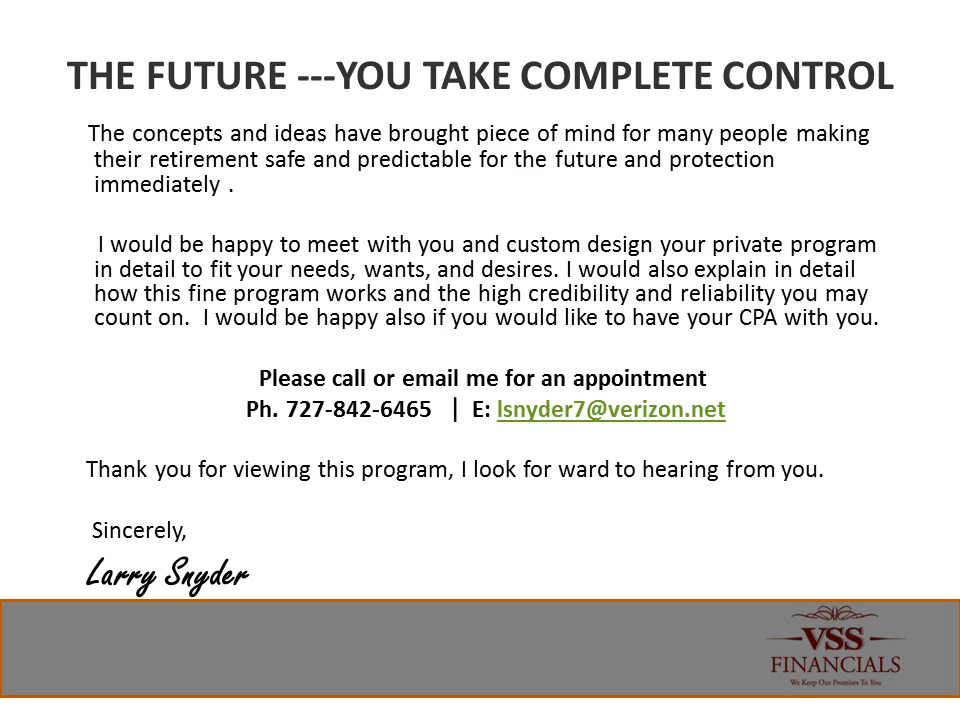 THE FUTURE ---YOU TAKE COMPLETE CONTROL
The concepts and ideas have brought piece of mind for many people making
their retirement safe and predictable for the future and protection
immediately .
I would be happy to meet with you and custom design your private program
in detail to fit your needs, wants, and desires. I would also explain in detail
how this fine program works and the high credibility and reliability you may
count on.  I would be happy also if you would like to have your CPA with you.
Please call or email me for an appointment
Ph. 727-842-6465   |  E: lsnyder7@verizon.net
Thank you for viewing this program, I look for ward to hearing from you.
Sincerely,
Larry Snyder
VSS
FINANCIALS
We Keep Our Promises To You